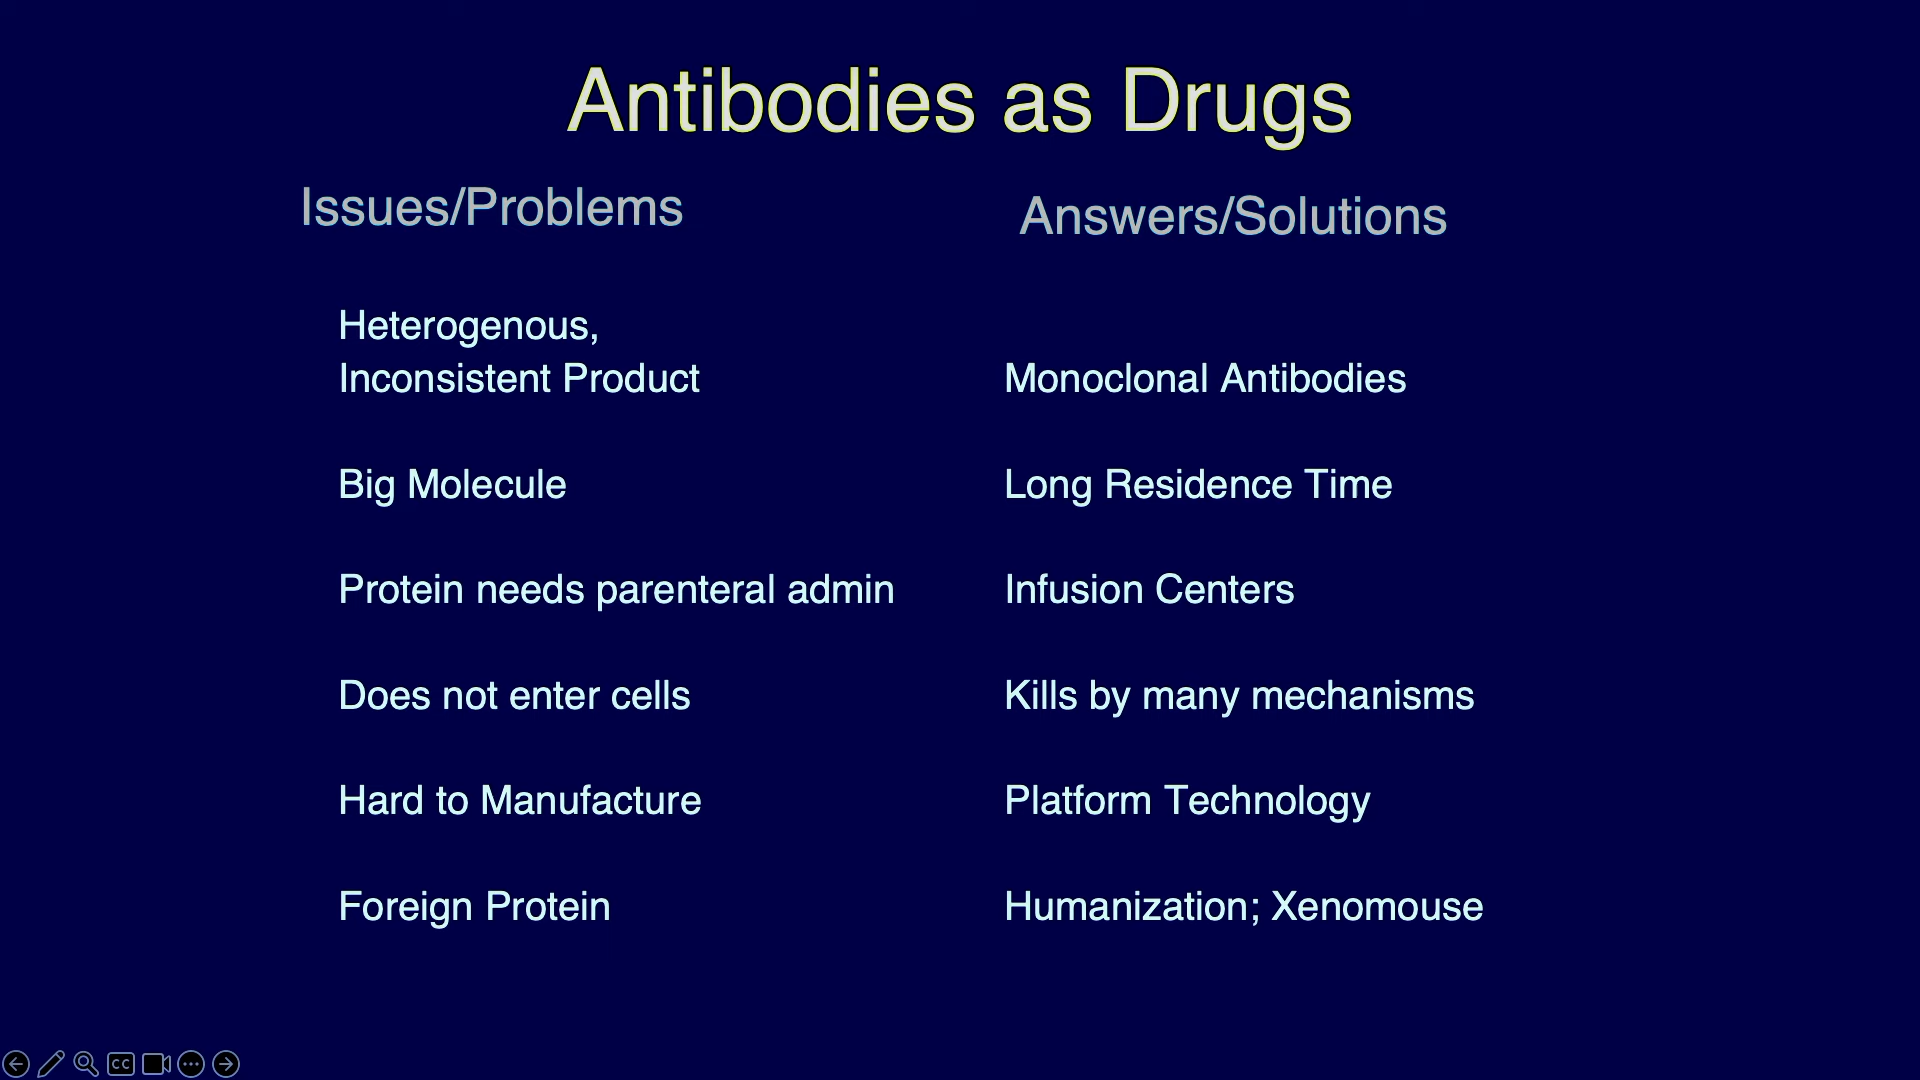 Antibodies as Drugs
Issues/Problems
Answers/Solutions
Heterogenous,
Inconsistent Product
Monoclonal Antibodies
Big Molecule
Long Residence Time
Protein needs parenteral admin
Infusion Centers
Does not enter cells
Kills by many mechanisms
Hard to Manufacture
Platform Technology
Foreign Protein
Humanization; Xenomouse
CC